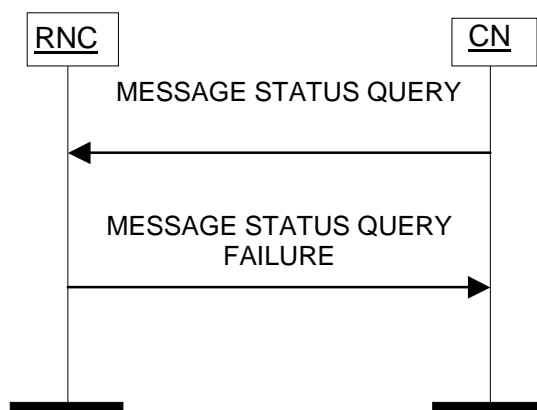 RNC
CN
MESSAGE STATUS QUERY
MESSAGE STATUS QUERY
FAILURE